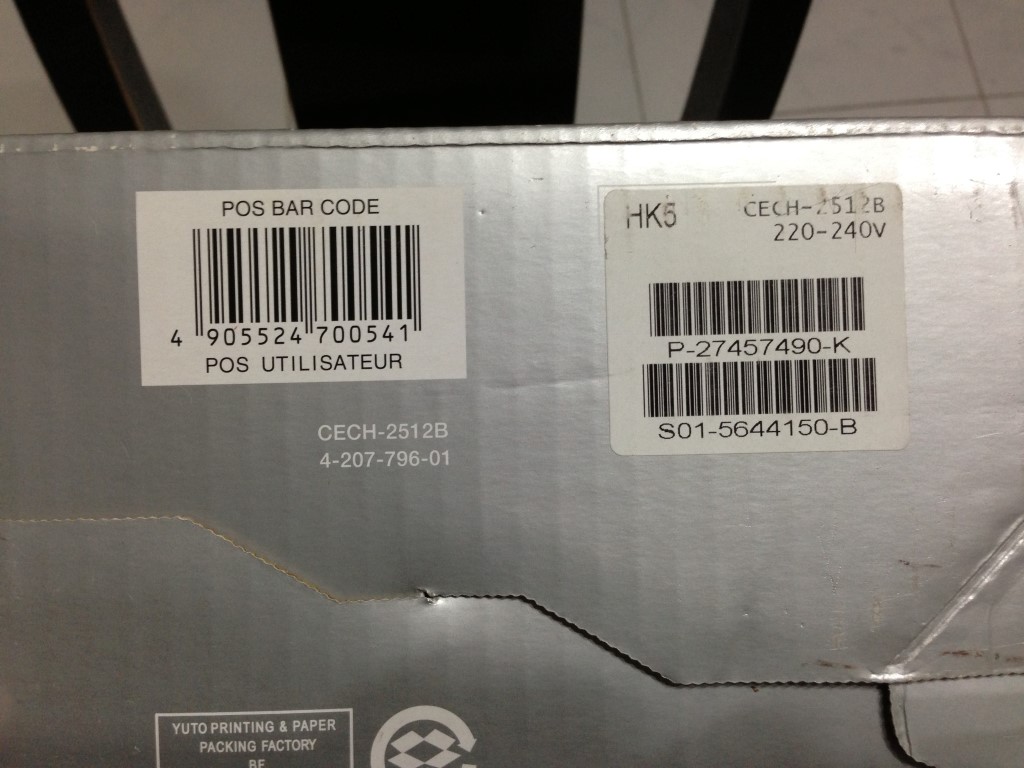 POS BAR CODE
4 905524 700541
POS UTILISATEUR
HK5 CECH-2512B
220-240V
P-27457490-K
S01-5644150-B
CECH-2512B
4-207-796-01
YUTO PRINTING & PAPER
PACKING FACTORY
BE